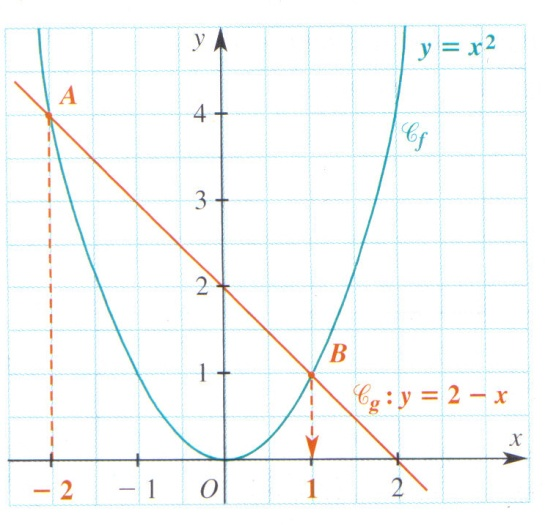 y
y = x²
A
4
𝒞f
3
2
B
1
𝒞g : y = 2 − x
x
− 2
− 1
O
1
2